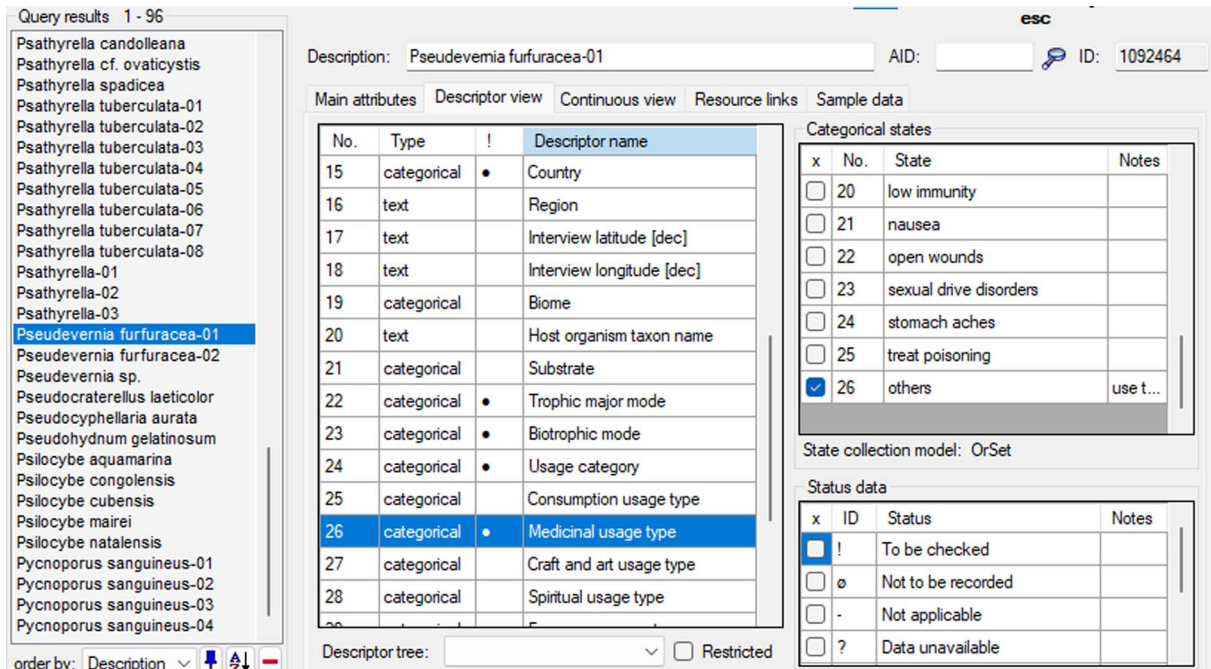 Query results 1 - 96
Psathyrella candolleana
Psathyrella cf. ovaticystis
Psathyrella spadicea
Psathyrella tuberculata-01
Psathyrella tuberculata-02
Psathyrella tuberculata-03
Psathyrella tuberculata-04
Psathyrella tuberculata-05
Psathyrella tuberculata-06
Psathyrella tuberculata-07
Psathyrella tuberculata-08
Psathyrella-01
Psathyrella-02
Psathyrella-03
Pseudevernia furfuracea-01
Pseudevernia furfuracea-02
Pseudevernia sp.
Pseudocraterellus laeticolor
Pseudocyphellaria aurata
Pseudohydnum gelatinosum
Psilocybe aquamarina
Psilocybe congolensis
Psilocybe cubensis
Psilocybe mairei
Psilocybe natalensis
Pycnoporus sanguineus-01
Pycnoporus sanguineus-02
Pycnoporus sanguineus-03
Pycnoporus sanguineus-04
order by: Description
esc
Description: Pseudevernia furfuracea-01 AID: ID: 1092464
Main attributes Descriptor view Continuous view Resource links Sample data
No. Type ! Descriptor name
15 categorical • Country
16 text Region
17 text Interview latitude [dec]
18 text Interview longitude [dec]
19 categorical Biome
20 text Host organism taxon name
21 categorical Substrate
22 categorical • Trophic major mode
23 categorical • Biotrophic mode
24 categorical • Usage category
25 categorical Consumption usage type
26 categorical • Medicinal usage type
27 categorical Craft and art usage type
28 categorical Spiritual usage type
Descriptor tree: Restricted
Categorical states
x No. State Notes
20 low immunity
21 nausea
22 open wounds
23 sexual drive disorders
24 stomach aches
25 treat poisoning
26 others use t...
State collection model: OrSet
Status data
x ID Status Notes
! To be checked
ø Not to be recorded
- Not applicable
? Data unavailable